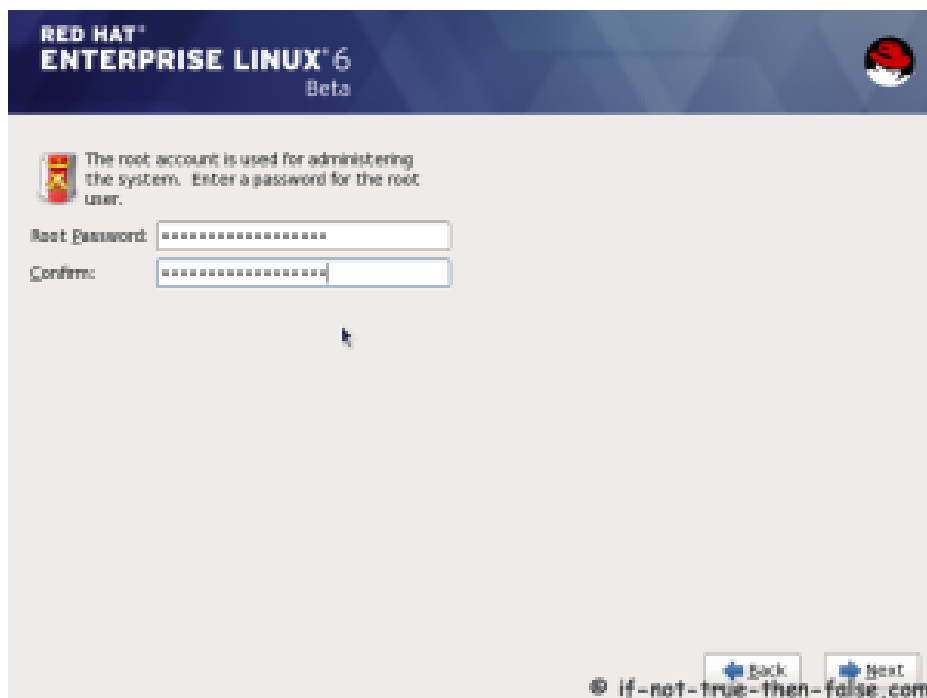 RED HAT®
ENTERPRISE LINUX® 6
Beta
The root account is used for administering
the system. Enter a password for the root
user.
Root Password:
Confirm:
Back
Next
© if-not-true-then-false.com